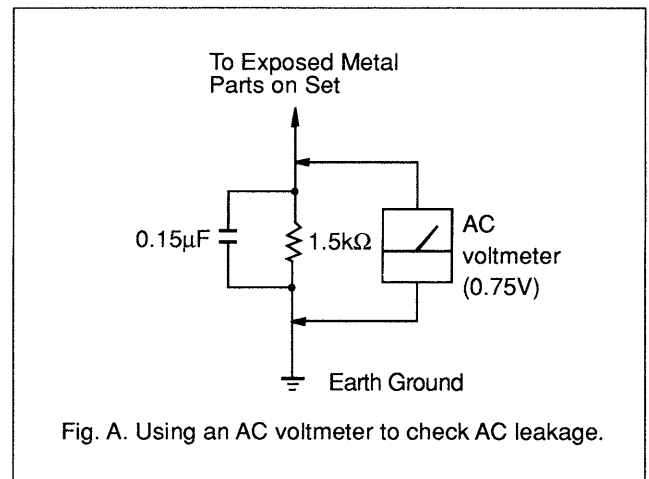 To Exposed Metal
Parts on Set
0.15μF
1.5kΩ
AC
voltmeter
(0.75V)
Earth Ground
Fig. A. Using an AC voltmeter to check AC leakage.